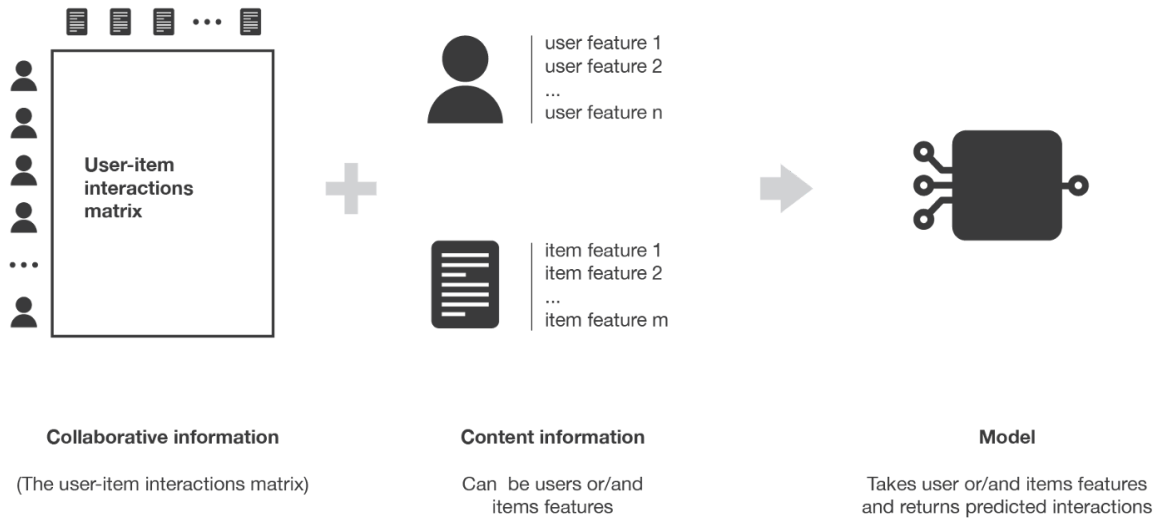 User-item
interactions
matrix
user feature 1
user feature 2
...
user feature n
item feature 1
item feature 2
...
item feature m
Collaborative information
(The user-item interactions matrix)
Content information
Can be users or/and
items features
Model
Takes user or/and items features
and returns predicted interactions